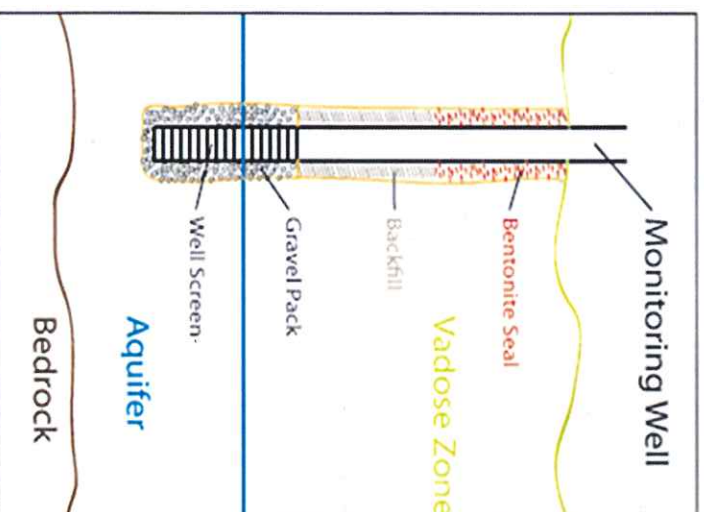 Monitoring Well
Bentonite Seal
Vadose Zone
Backfill
Gravel Pack
Well Screen
Aquifer
Bedrock